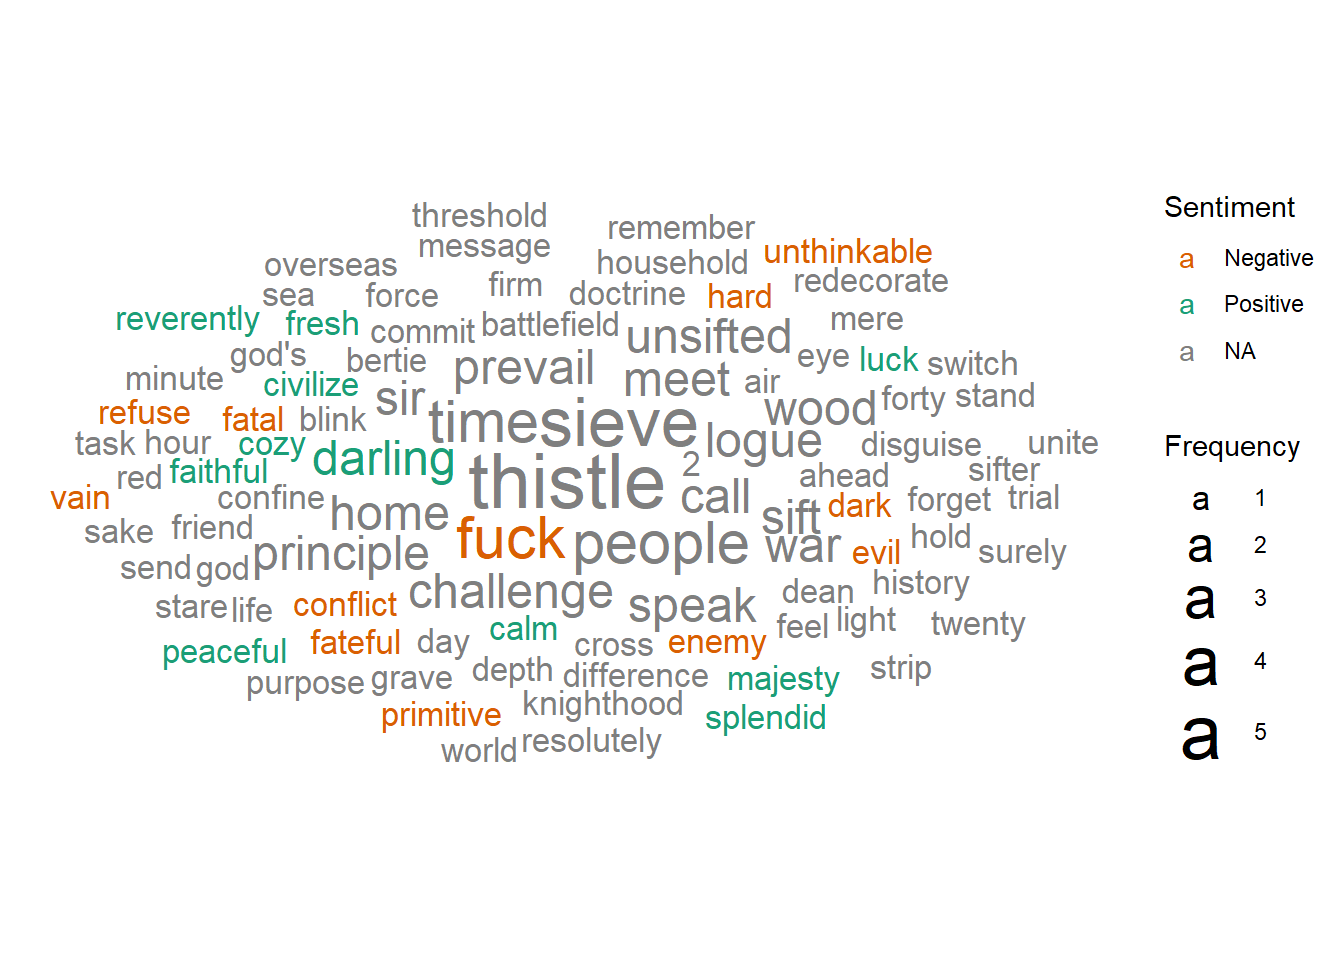 threshold
remember
message
unthinkable
overseas
household
redecorate
sea
force
firm
doctrine
hard
reverently
fresh
commit
battlefield
unsifted
mere
god's
bertie
prevail
meet
air
eye
luck
switch
minute
civilize
sir
timesieve
wood
forty
stand
refuse
fatal
blink
logue
task
hour
cozy
darling
disguise
unite
red
faithful
thistle
2
ahead
sifter
vain
confine
home
call
sift
dark
forget
trial
sake
friend
principle
fuck
people
war
evil
hold
surely
send
god
challenge
speak
dean
history
stare
life
conflict
calm
cross
enemy
feel
light
twenty
peaceful
fateful
day
purpose
grave
depth
difference
majesty
strip
primitive
knighthood
splendid
world
resolutely
Sentiment
a Negative
a Positive
a NA
Frequency
a 1
a 2
a 3
a 4
a 5